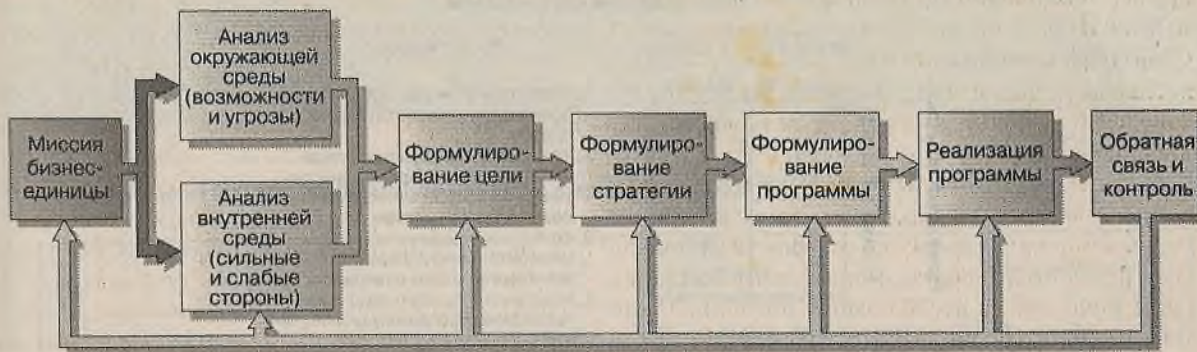 Миссия
бизнес-
единицы
Анализ
окружающей
среды
(возможности
и угрозы)
Анализ
внутренней
среды
(сильные
и слабые
стороны)
Формулиро-
вание цели
Формулиро-
вание
стратегии
Формулиро-
вание
программы
Реализация
программы
Обратная
связь и
контроль